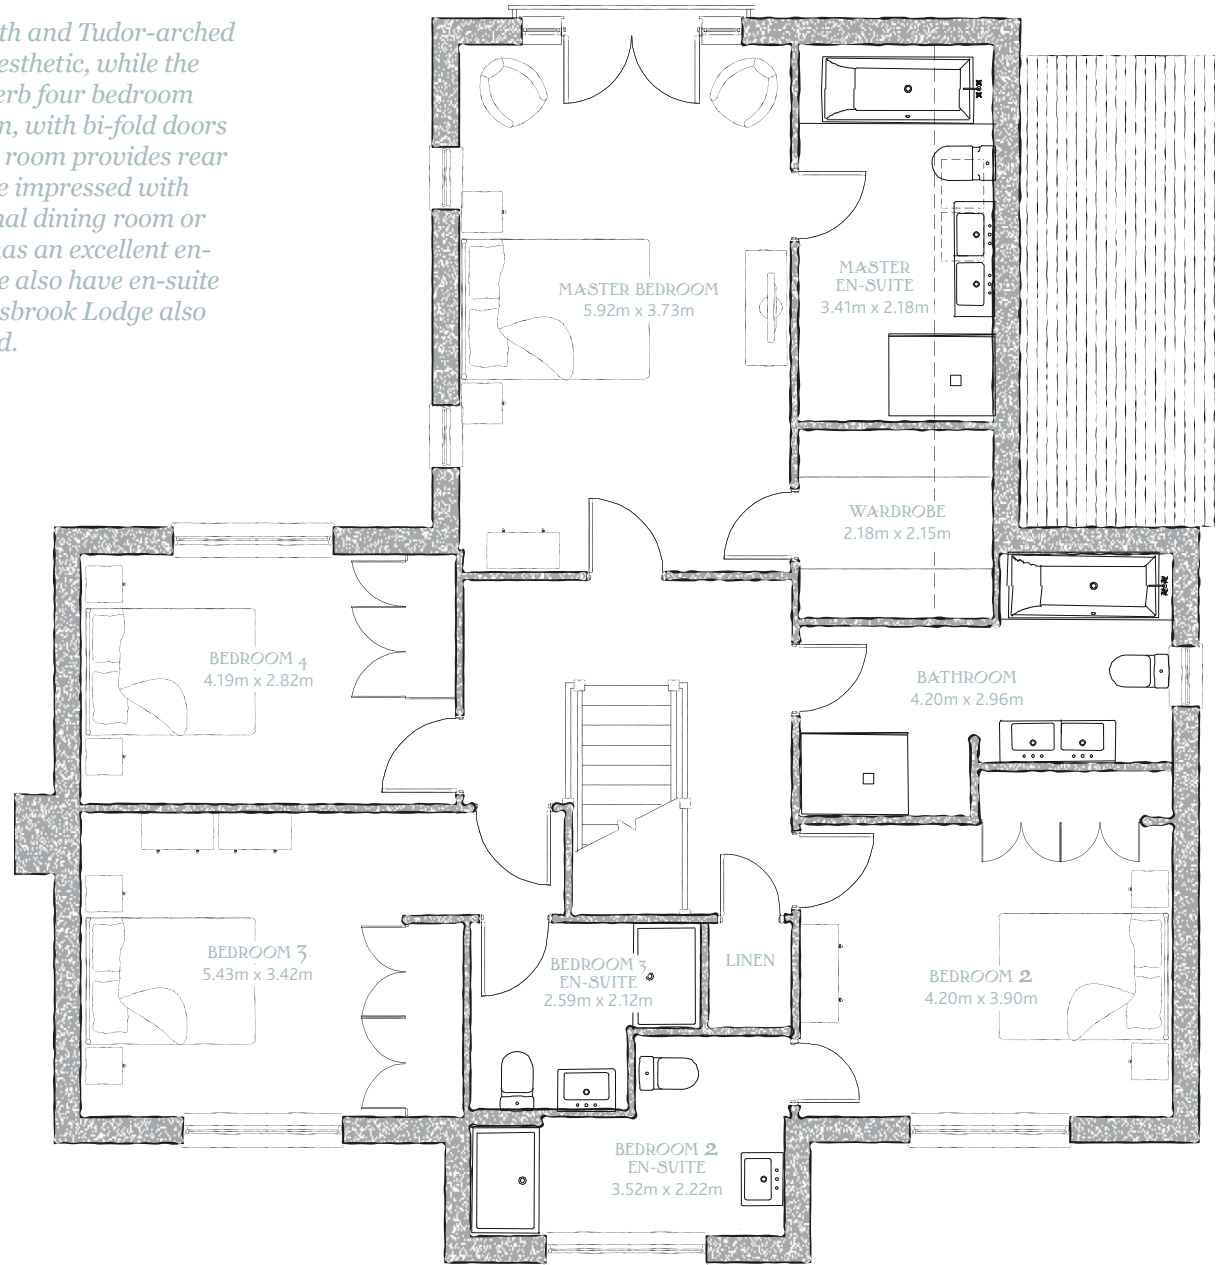 th and Tudor-arched
esthetic, while the
erb four bedroom
n, with bi-fold doors
room provides rear
e impressed with
nal dining room or
has an excellent en-
e also have en-suite
sbrook Lodge also
d.
MASTER BEDROOM
5.92m x 3.73m
MASTER
EN-SUITE
3.41m x 2.18m
WARDROBE
2.18m x 2.15m
BEDROOM 4
4.19m x 2.82m
BATHROOM
4.20m x 2.96m
BEDROOM 3
5.43m x 3.42m
BEDROOM 3
EN-SUITE
2.59m x 2.12m
LINEN
BEDROOM 2
4.20m x 3.90m
BEDROOM 2
EN-SUITE
3.52m x 2.22m